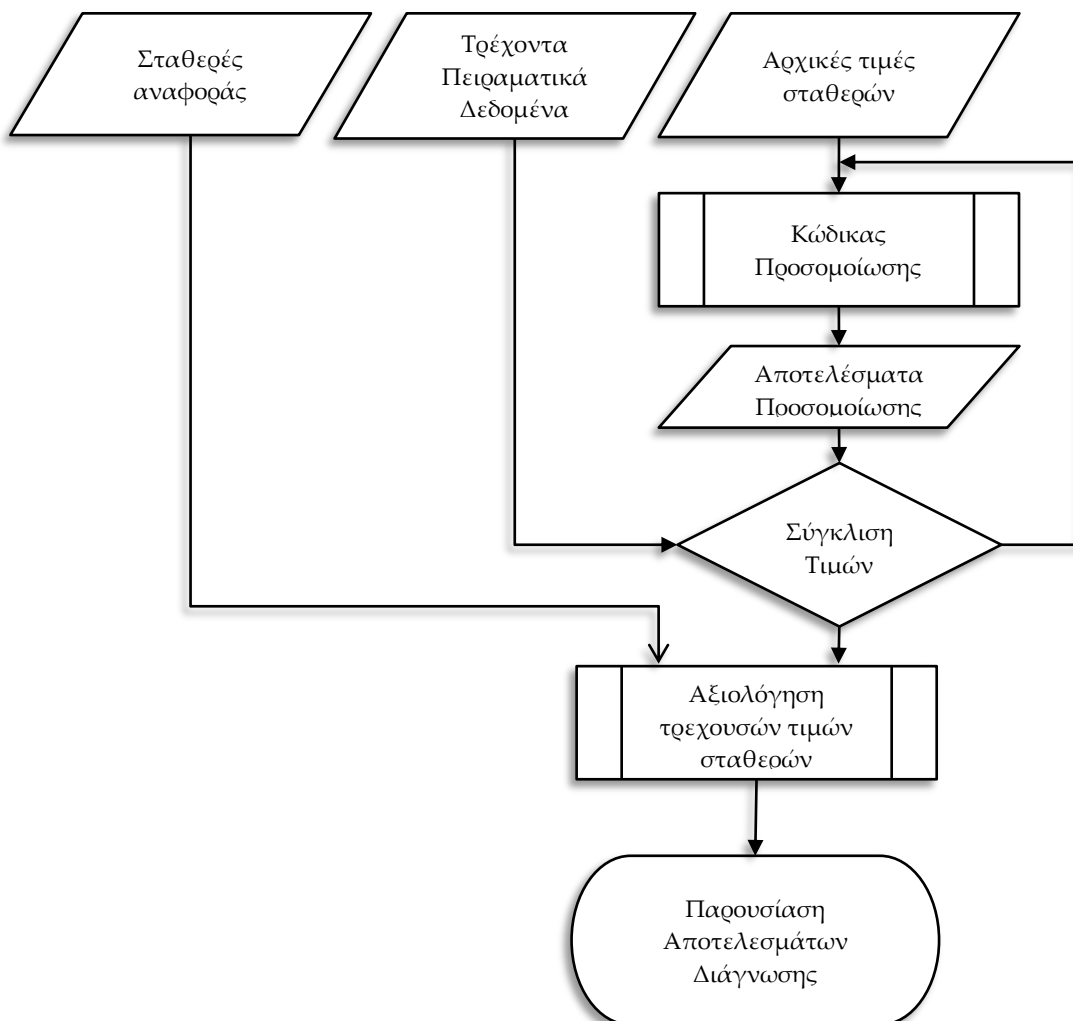 Σταθερές
αναφοράς
Τρέχοντα
Πειραματικά
Δεδομένα
Αρχικές τιμές
σταθερών
Κώδικας
Προσομοίωσης
Αποτελέσματα
Προσομοίωσης
Σύγκλιση
Τιμών
Αξιολόγηση
τρεχουσών τιμών
σταθερών
Παρουσίαση
Αποτελεσμάτων
Διάγνωσης